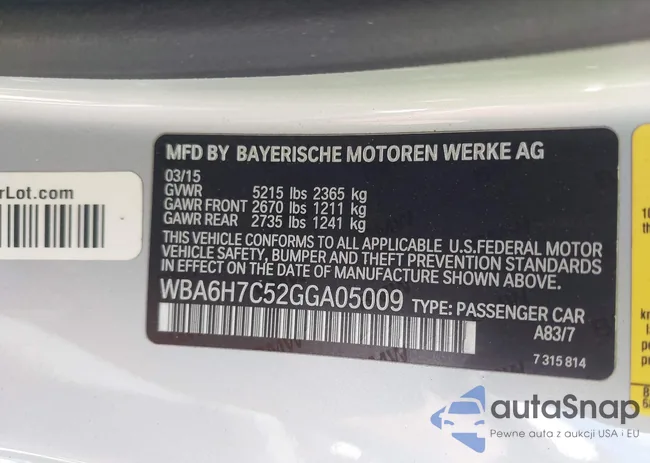 rLot.com
MFD BY BAYERISCHE MOTOREN WERKE AG
03/15
GVWR 5215 lbs 2365 kg
GAWR FRONT 2670 lbs 1211 kg
GAWR REAR 2735 lbs 1241 kg
THIS VEHICLE CONFORMS TO ALL APPLICABLE U.S.FEDERAL MOTOR
VEHICLE SAFETY, BUMPER AND THEFT PREVENTION STANDARDS
IN EFFECT ON THE DATE OF MANUFACTURE SHOWN ABOVE.
WBA6H7C52GGA05009 TYPE: PASSENGER CAR
A83/7
7 315 814
autoSnap
Pewne auta z aukcji USA i EU